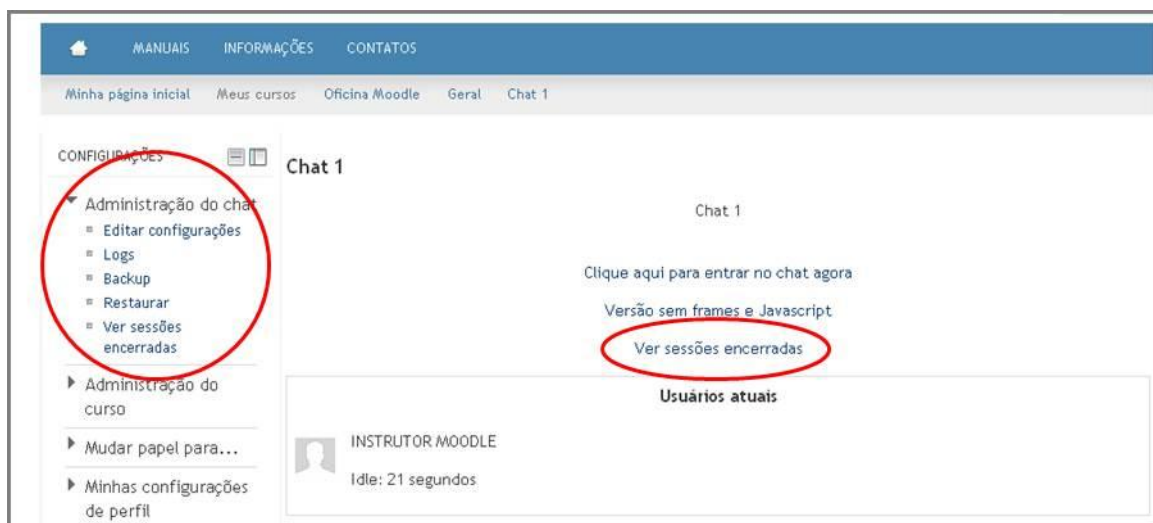 MANUAIS INFORMAÇÕES CONTATOS
Minha página inicial Meus cursos Oficina Moodle Geral Chat 1
CONFIGURAÇÕES
Administração do chat
Editar configurações
Logs
Backup
Restaurar
Ver sessões
encerradas
Administração do
curso
Mudar papel para...
Minhas configurações
de perfil
Chat 1
Chat 1
Clique aqui para entrar no chat agora
Versão sem frames e Javascript
Ver sessões encerradas
Usuários atuais
INSTRUTOR MOODLE
Idle: 21 segundos